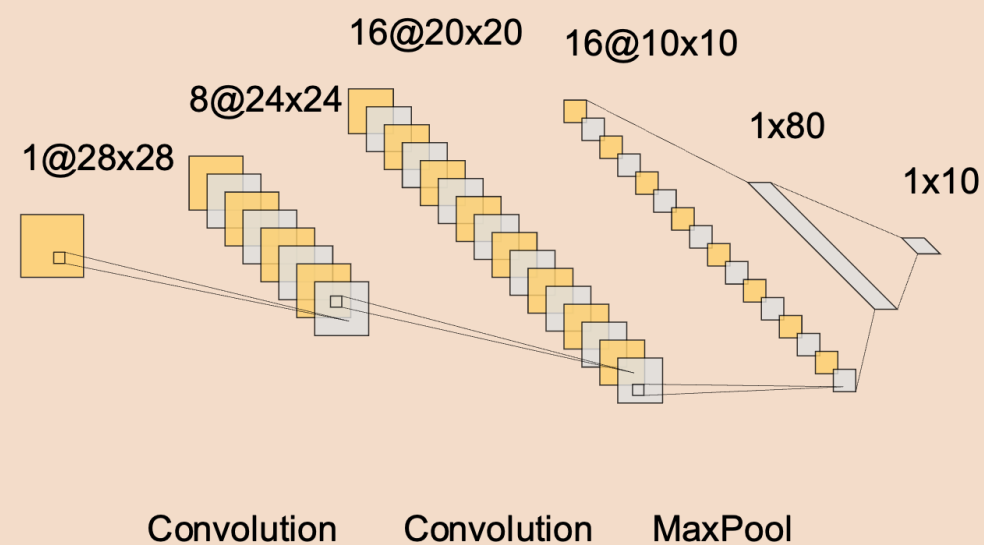 1@28x28
8@24x24
16@20x20
16@10x10
1x80
1x10
Convolution
Convolution
MaxPool